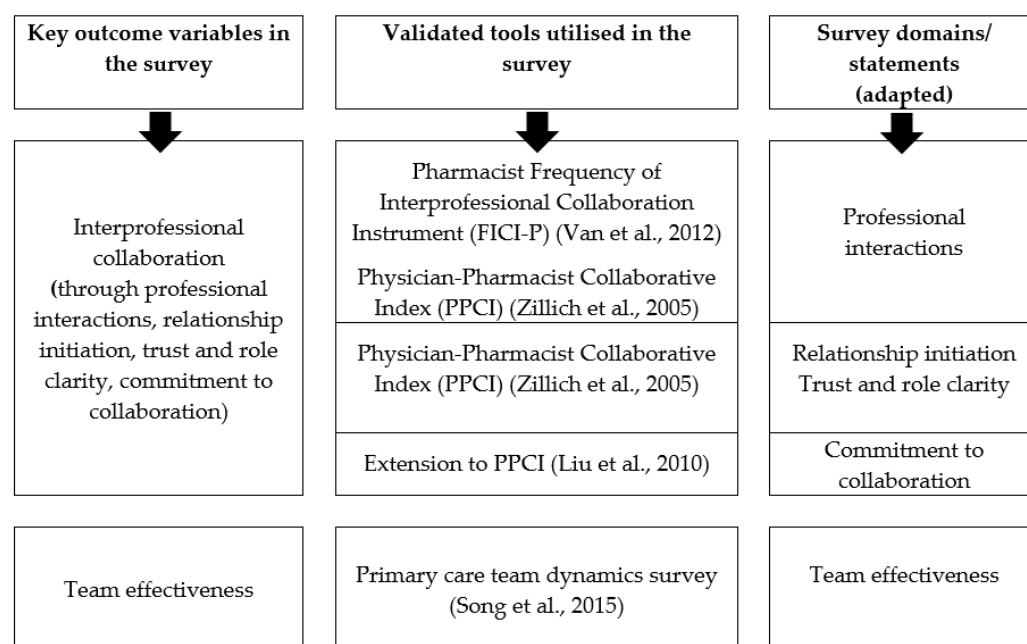 Key outcome variables in
the survey
Validated tools utilised in the
survey
Survey domains/
statements
(adapted)
Interprofessional
collaboration
(through professional
interactions, relationship
initiation, trust and role
clarity, commitment to
collaboration)
Pharmacist Frequency of
Interprofessional Collaboration
Instrument (FICI-P) (Van et al., 2012)
Physician-Pharmacist Collaborative
Index (PPCI) (Zillich et al., 2005)
Professional
interactions
Physician-Pharmacist Collaborative
Index (PPCI) (Zillich et al., 2005)
Relationship initiation
Trust and role clarity
Extension to PPCI (Liu et al., 2010)
Commitment to
collaboration
Team effectiveness
Primary care team dynamics survey
(Song et al., 2015)
Team effectiveness